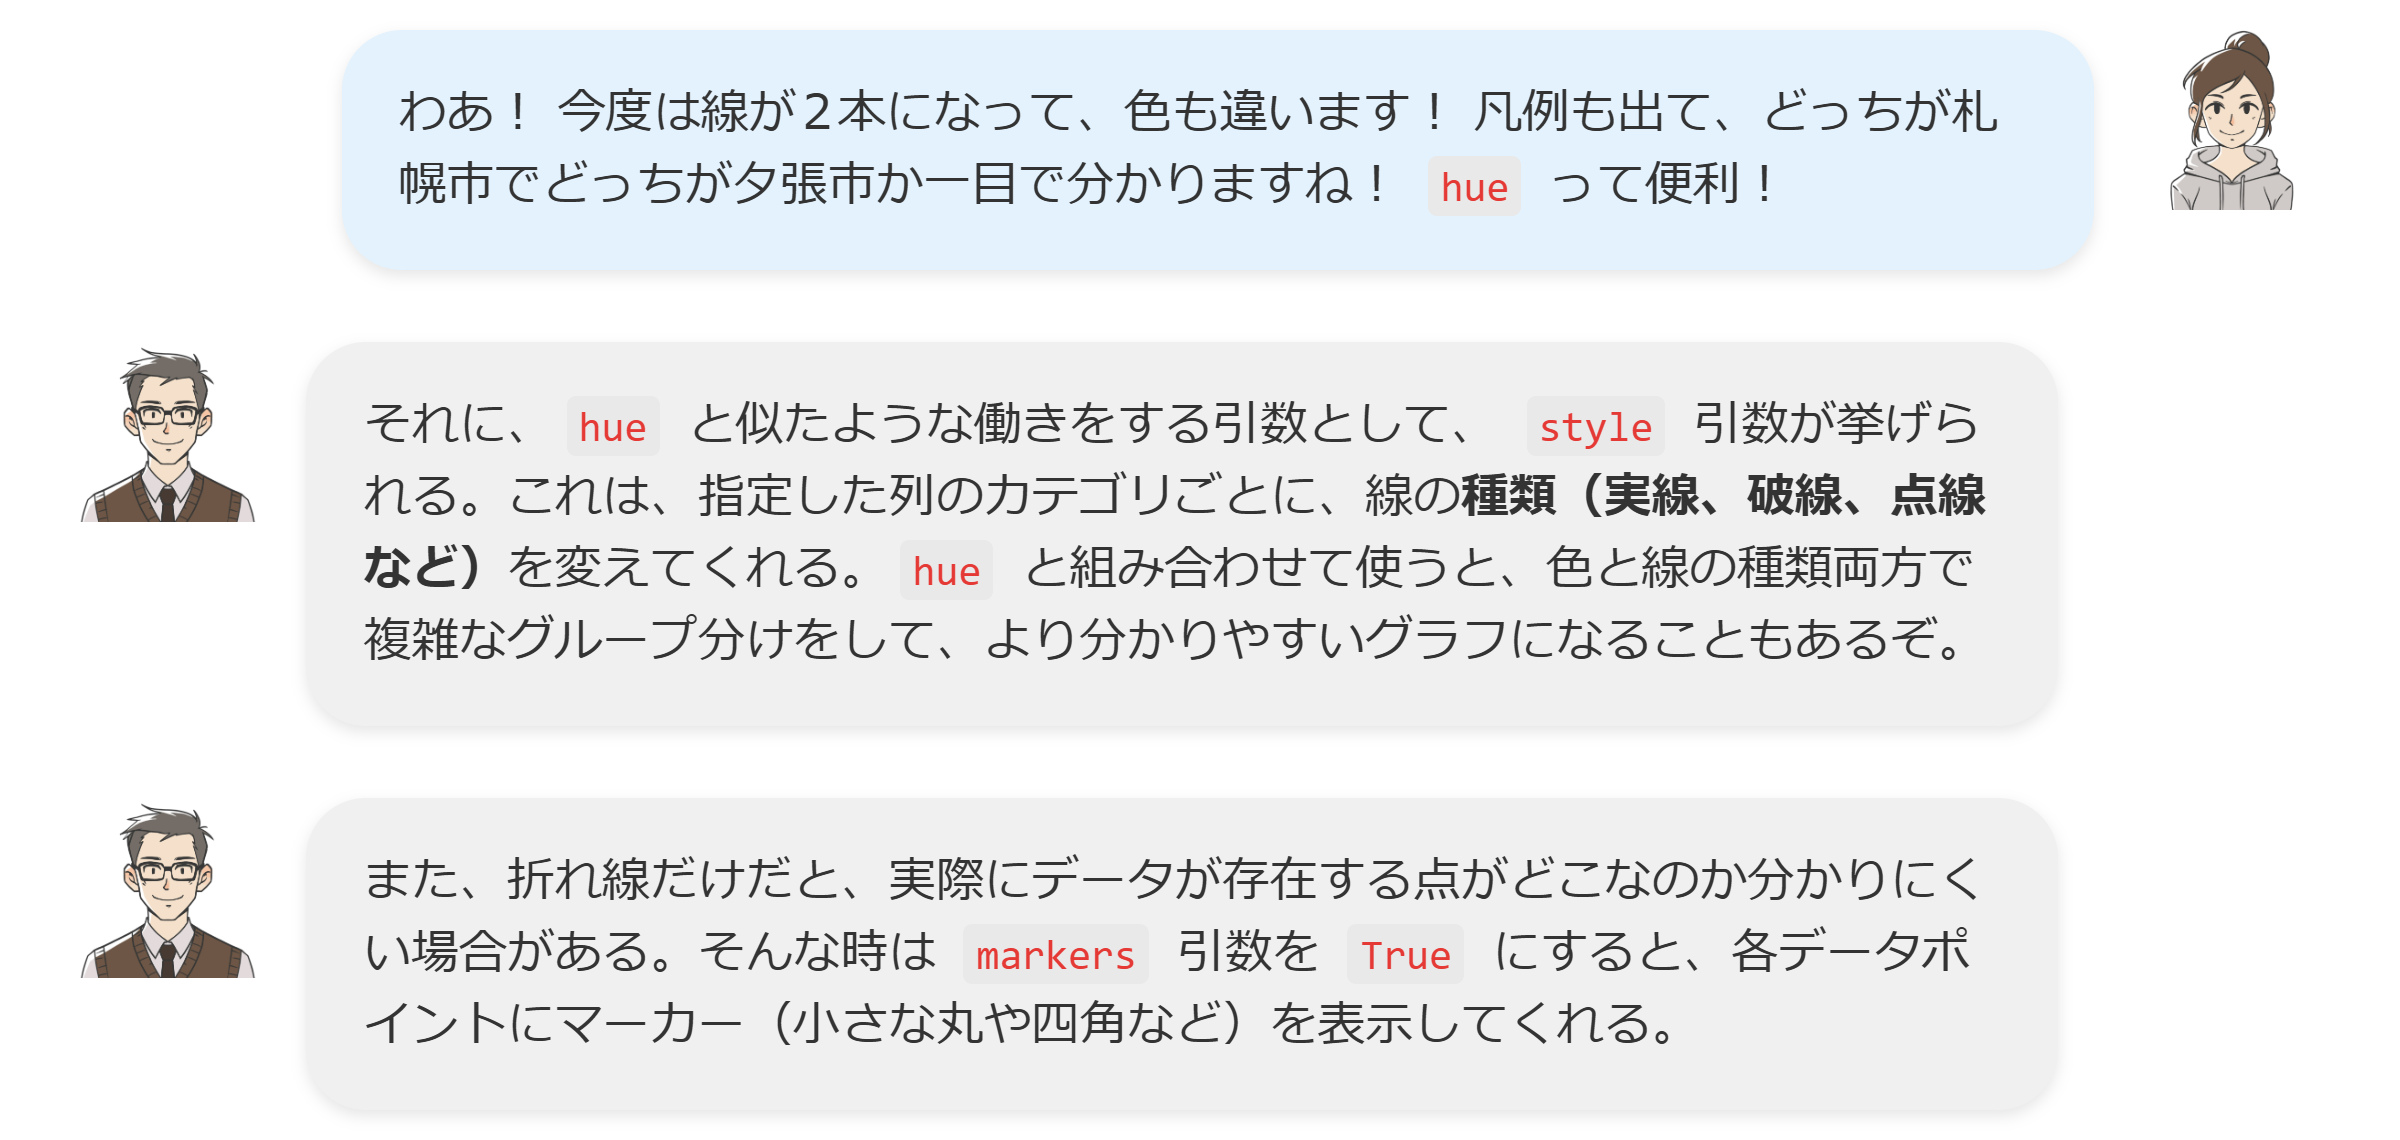 わあ！ 今度は線が２本になって、色も違います！ 凡例も出て、どっちが札
幌市でどっちが夕張市か一目で分かりますね！ hue って便利！
それに、 hue と似たような働きをする引数として、 style 引数が挙げら
れる。これは、指定した列のカテゴリごとに、線の種類（実線、破線、点線
など）を変えてくれる。 hue と組み合わせて使うと、色と線の種類両方で
複雑なグループ分けをして、より分かりやすいグラフになることもあるぞ。
また、折れ線だけだと、実際にデータが存在する点がどこなのか分かりにく
い場合がある。そんな時は markers 引数を True にすると、各データポ
イントにマーカー（小さな丸や四角など）を表示してくれる。